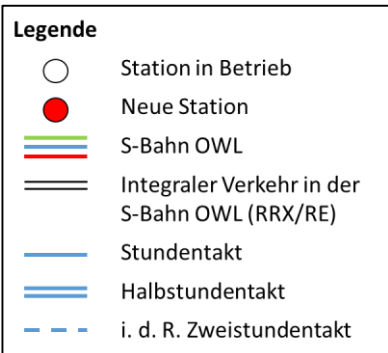 Legende
Station in Betrieb
Neue Station
S-Bahn OWL
Integraler Verkehr in der
S-Bahn OWL (RRX/RE)
Stundentakt
Halbstundentakt
i. d. R. Zweistundentakt